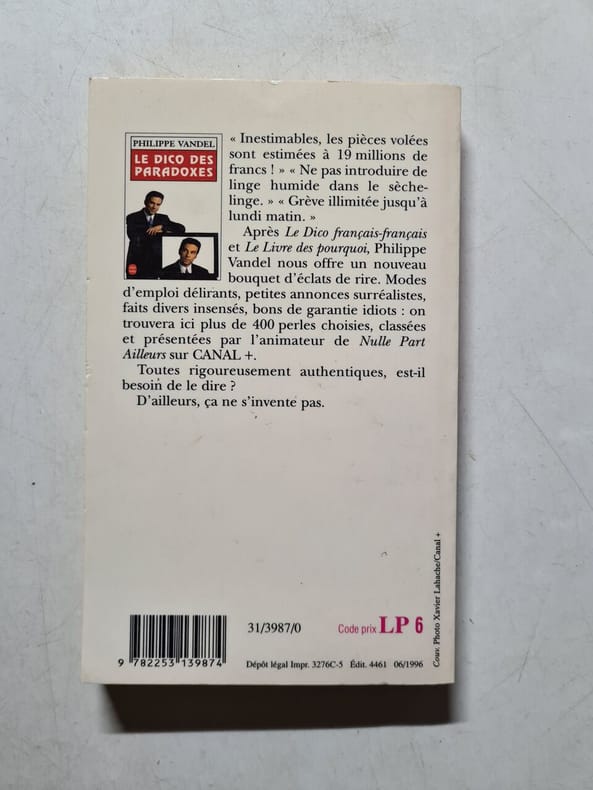 PHILIPPE VANDEL
LE DICO DES
PARADOXES
« Inestimables, les pièces volées
sont estimées à 19 millions de
francs ! » « Ne pas introduire de
linge humide dans le sèche-
linge. » « Grève illimitée jusqu'à
lundi matin. »
Après Le Dico français-français
et Le Livre des pourquoi, Philippe
Vandel nous offre un nouveau
bouquet d'éclats de rire. Modes
d'emploi délirants, petites annonces surréalistes,
faits divers insensés, bons de garantie idiots : on
trouvera ici plus de 400 perles choisies, classées
et présentées par l'animateur de Nulle Part
Ailleurs sur CANAL +.
Toutes rigoureusement authentiques, est-il
besoin de le dire ?
D'ailleurs, ça ne s'invente pas.
Couv. Photo Xavier Lahache/Canal +
31/3987/0
Code prix LP 6
9 782253 139874
Dépôt légal Impr. 3276C-5 Édit. 4461 06/1996